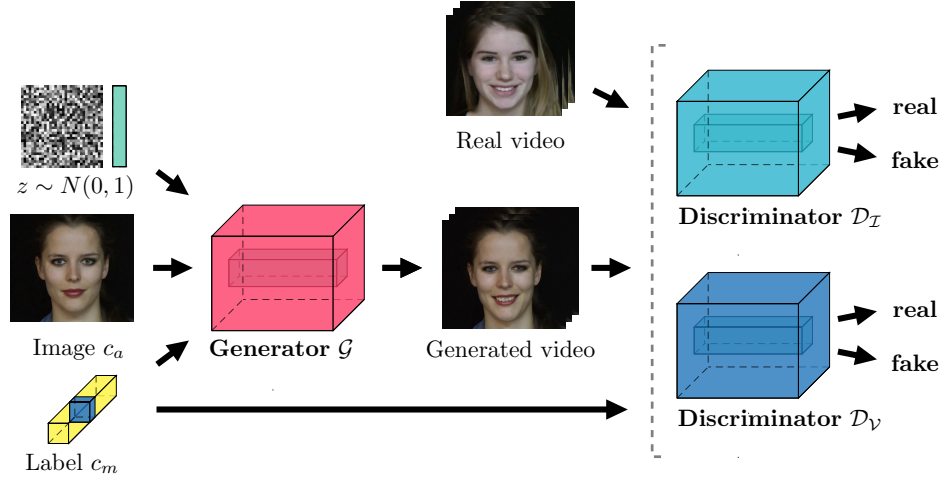 Real video
real
fake
Discriminator 𝒟_ℐ
z ∼ N(0, 1)
Image c_a
Generator 𝒢
Generated video
real
fake
Discriminator 𝒟_𝒱
Label c_m